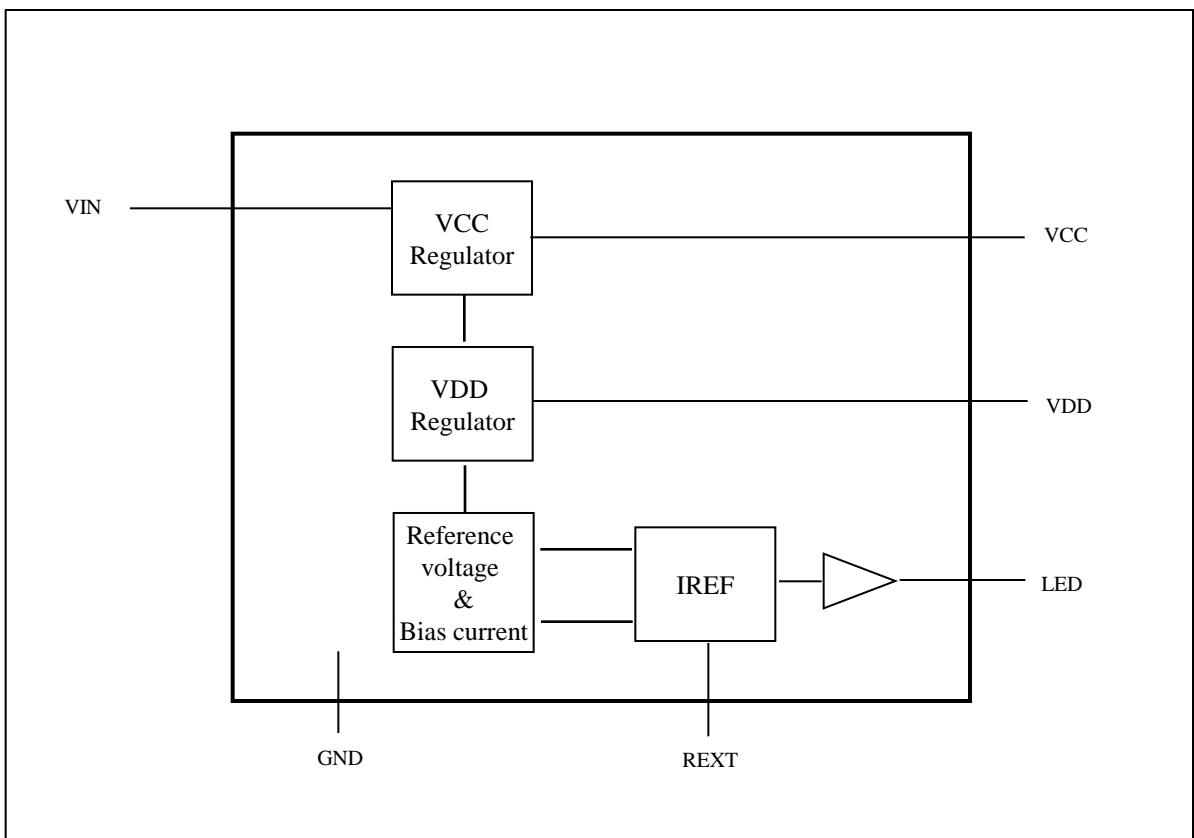 VIN
VCC
Regulator
VCC
VDD
Regulator
VDD
Reference
voltage
&
Bias current
IREF
LED
GND
REXT